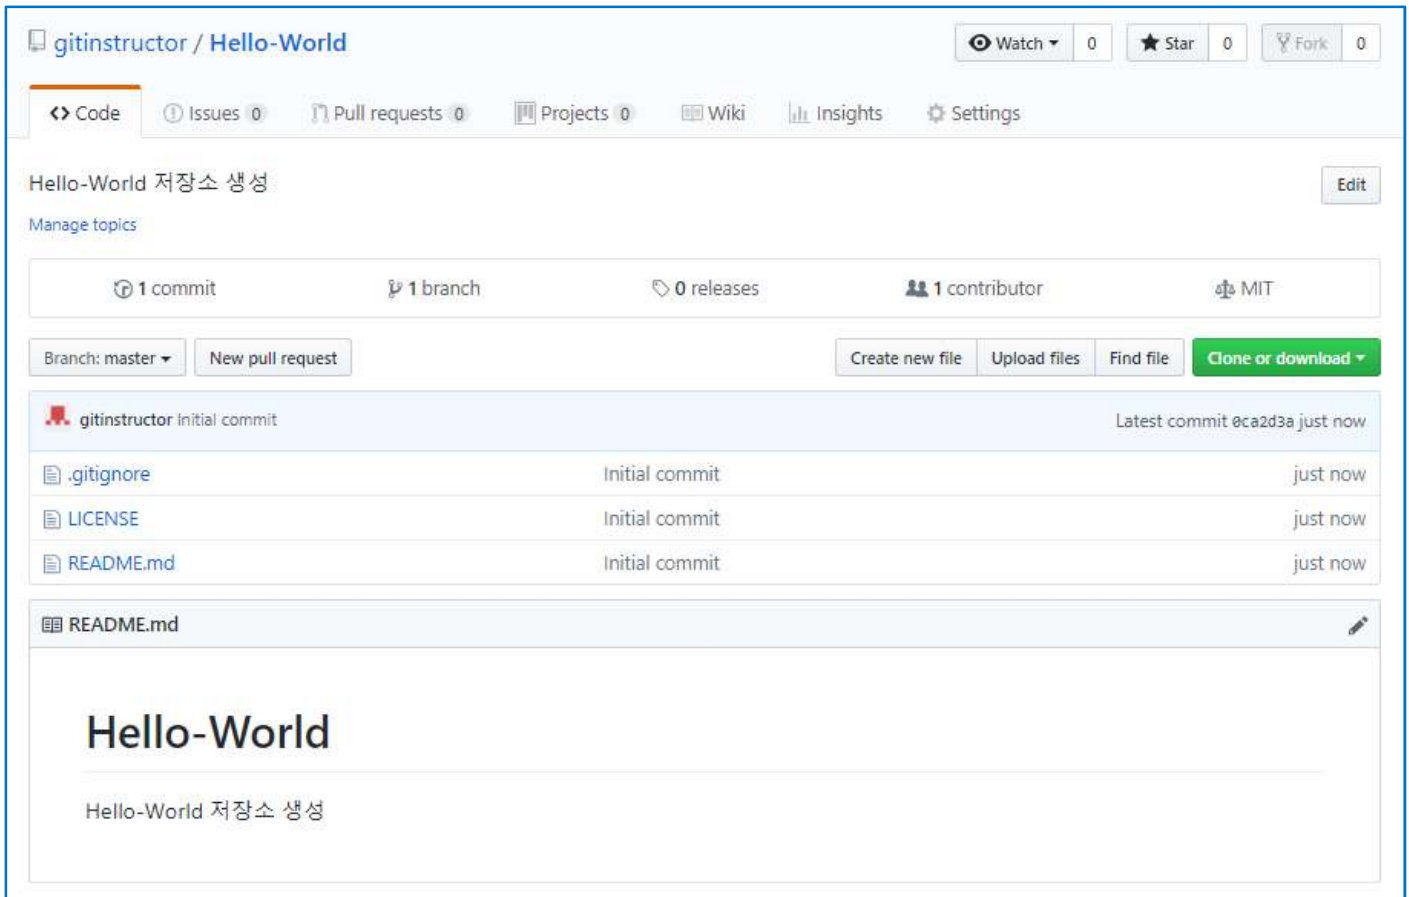 gitinstructor / Hello-World Watch 0 Star 0 Fork 0
Code Issues 0 Pull requests 0 Projects 0 Wiki Insights Settings
Hello-World 저장소 생성 Edit
Manage topics
1 commit 1 branch 0 releases 1 contributor MIT
Branch: master New pull request Create new file Upload files Find file Clone or download
gitinstructor Initial commit Latest commit 0ca2d3a just now
.gitignore Initial commit just now
LICENSE Initial commit just now
README.md Initial commit just now
README.md
Hello-World
Hello-World 저장소 생성